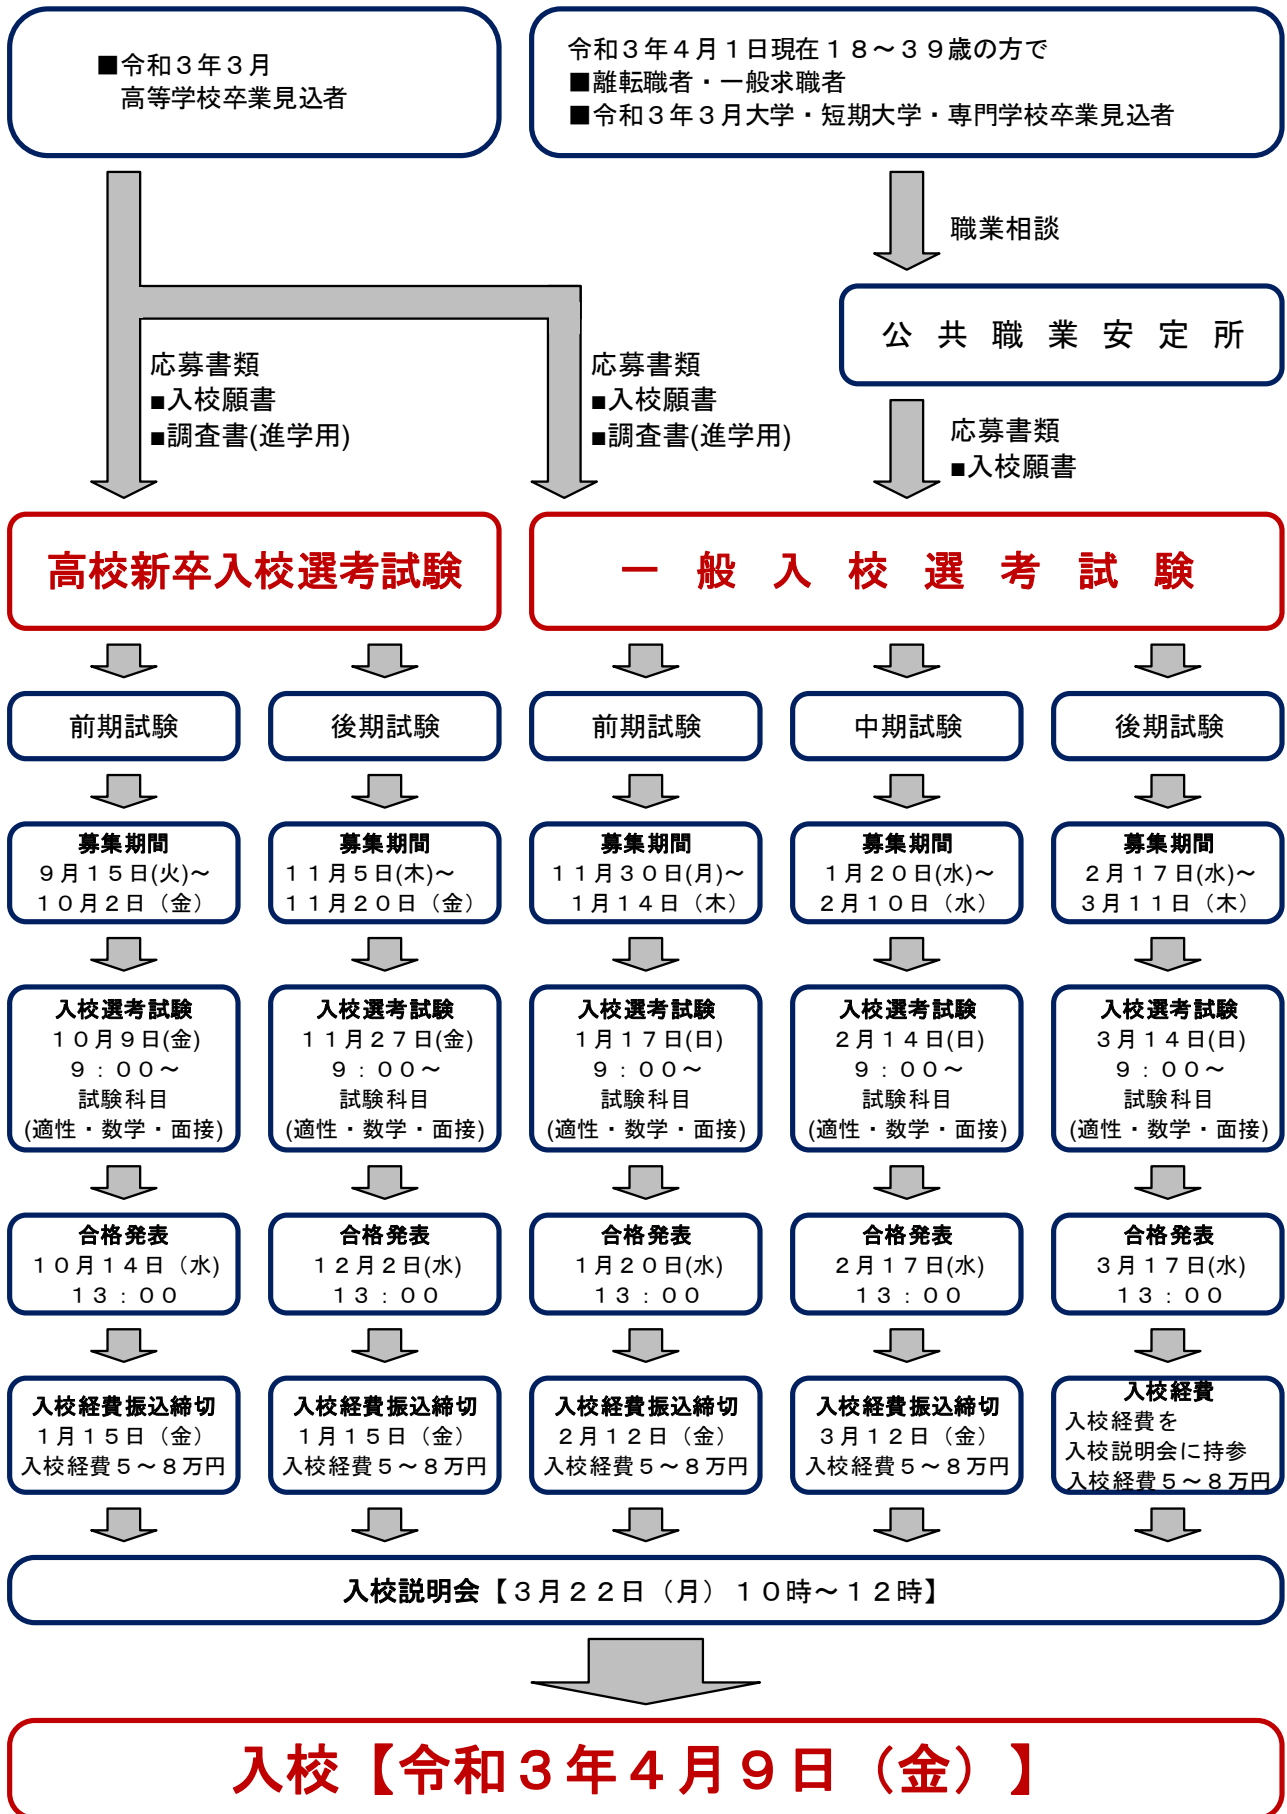 ■令和３年３月
高等学校卒業見込者
令和３年４月１日現在１８～３９歳の方で
■離転職者・一般求職者
■令和３年３月大学・短期大学・専門学校卒業見込者
職業相談
公共職業安定所
応募書類
■入校願書
■調査書(進学用)
応募書類
■入校願書
■調査書(進学用)
応募書類
■入校願書
高校新卒入校選考試験
一般入校選考試験
前期試験
後期試験
前期試験
中期試験
後期試験
募集期間
９月１５日(火)～
１０月２日（金）
募集期間
１１月５日(木)～
１１月２０日（金）
募集期間
１１月３０日(月)～
１月１４日（木）
募集期間
１月２０日(水)～
２月１０日（水）
募集期間
２月１７日(水)～
３月１１日（木）
入校選考試験
１０月９日(金)
９：００～
試験科目
(適性・数学・面接)
入校選考試験
１１月２７日(金)
９：００～
試験科目
(適性・数学・面接)
入校選考試験
１月１７日(日)
９：００～
試験科目
(適性・数学・面接)
入校選考試験
２月１４日(日)
９：００～
試験科目
(適性・数学・面接)
入校選考試験
３月１４日(日)
９：００～
試験科目
(適性・数学・面接)
合格発表
１０月１４日（水）
１３：００
合格発表
１２月２日(水)
１３：００
合格発表
１月２０日(水)
１３：００
合格発表
２月１７日(水)
１３：００
合格発表
３月１７日(水)
１３：００
入校経費振込締切
１月１５日（金）
入校経費５～８万円
入校経費振込締切
１月１５日（金）
入校経費５～８万円
入校経費振込締切
２月１２日（金）
入校経費５～８万円
入校経費振込締切
３月１２日（金）
入校経費５～８万円
入校経費
入校経費を
入校説明会に持参
入校経費５～８万円
入校説明会【３月２２日（月）１０時～１２時】
入校【令和３年４月９日（金）】